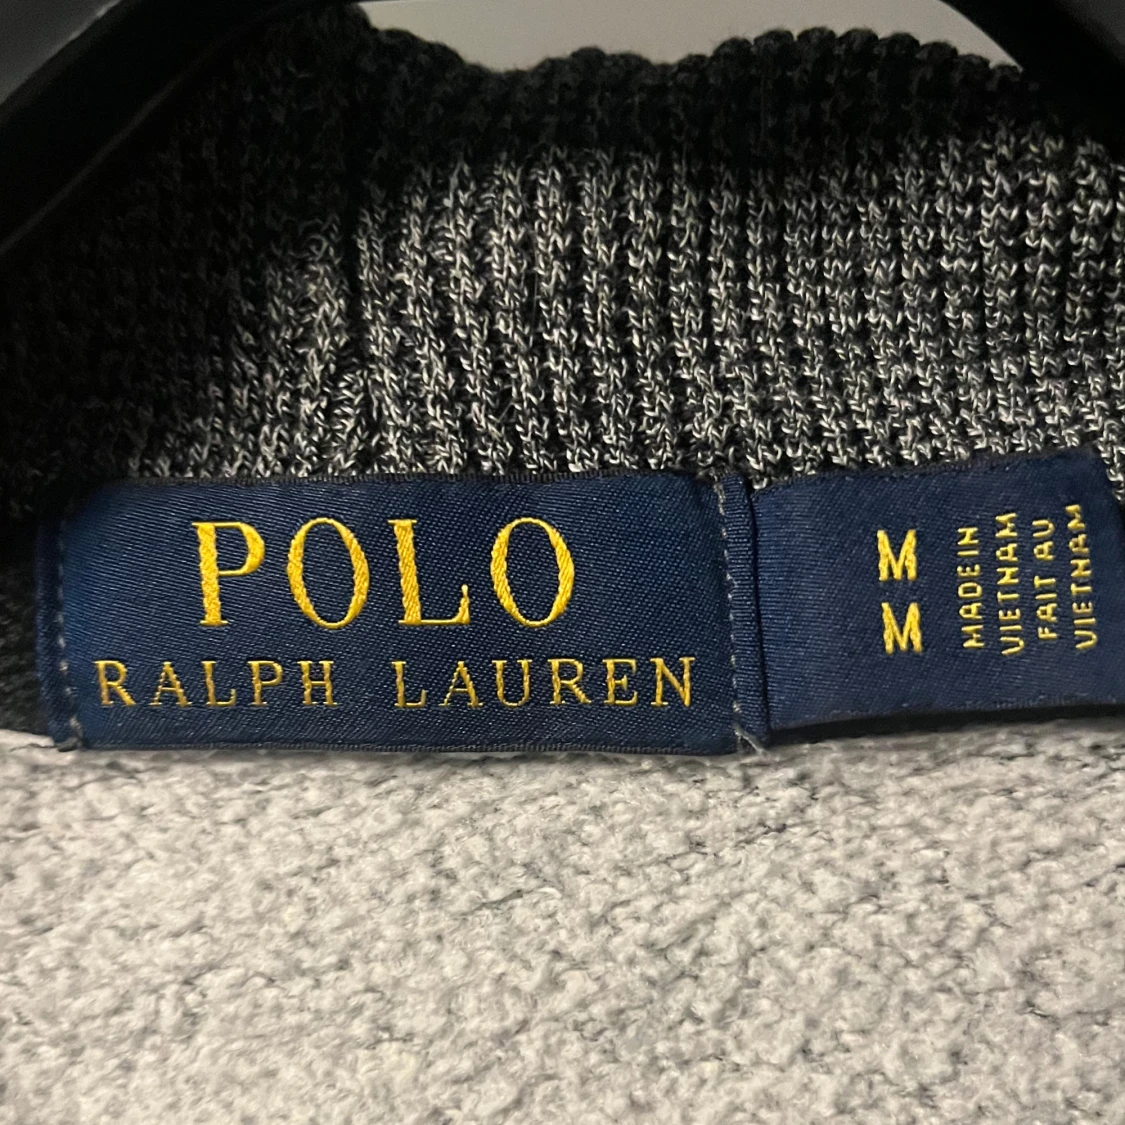 POLO
RALPH LAUREN
M
M
MADE IN
VIETNAM
FAIT AU
VIETNAM